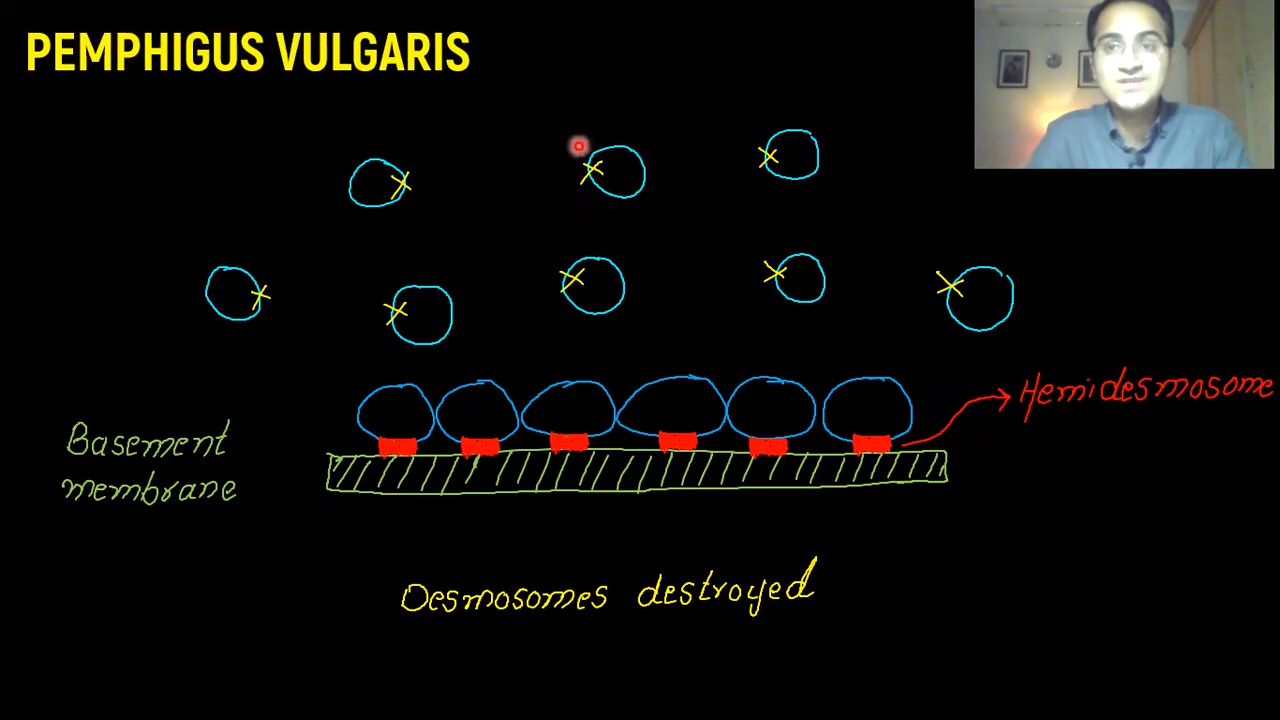 PEMPHIGUS VULGARIS
Hemidesmosome
Basement
membrane
Desmosomes destroyed